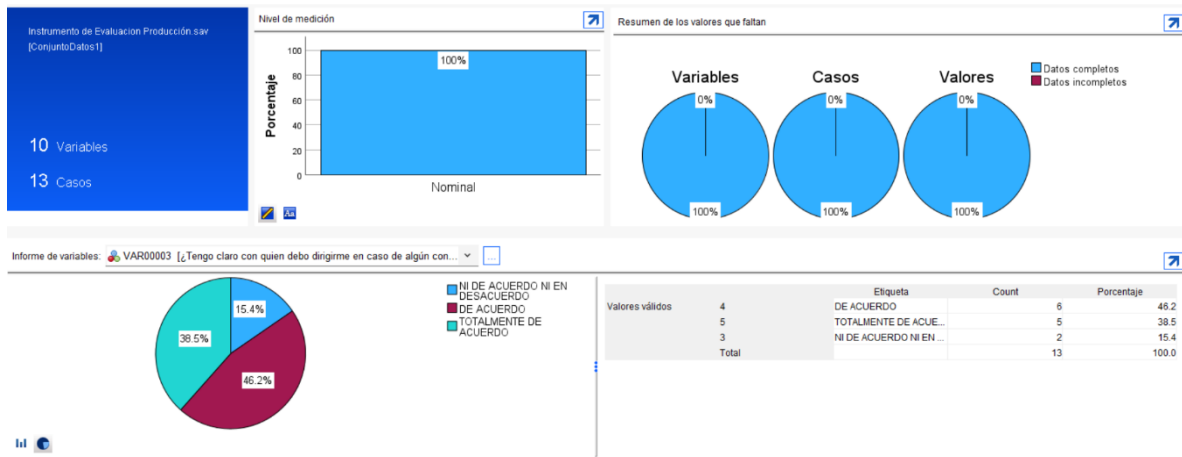 Instrumento de Evaluacion Producción.sav
[ConjuntoDatos1]
10 Variables
13 Casos
Nivel de medición
Porcentaje
100
80
60
40
20
0
100%
Nominal
Aa
Resumen de los valores que faltan
Variables
Casos
Valores
0%
0%
0%
100%
100%
100%
Datos completos
Datos incompletos
Informe de variables:
VAR00003 [¿Tengo claro con quien debo dirigirme en caso de algún con...
...
15.4%
38.5%
46.2%
NI DE ACUERDO NI EN
DESACUERDO
DE ACUERDO
TOTALMENTE DE
ACUERDO
Etiqueta Count Porcentaje
Valores válidos 4 DE ACUERDO 6 46.2
5 TOTALMENTE DE ACUE... 5 38.5
3 NI DE ACUERDO NI EN ... 2 15.4
Total 13 100.0